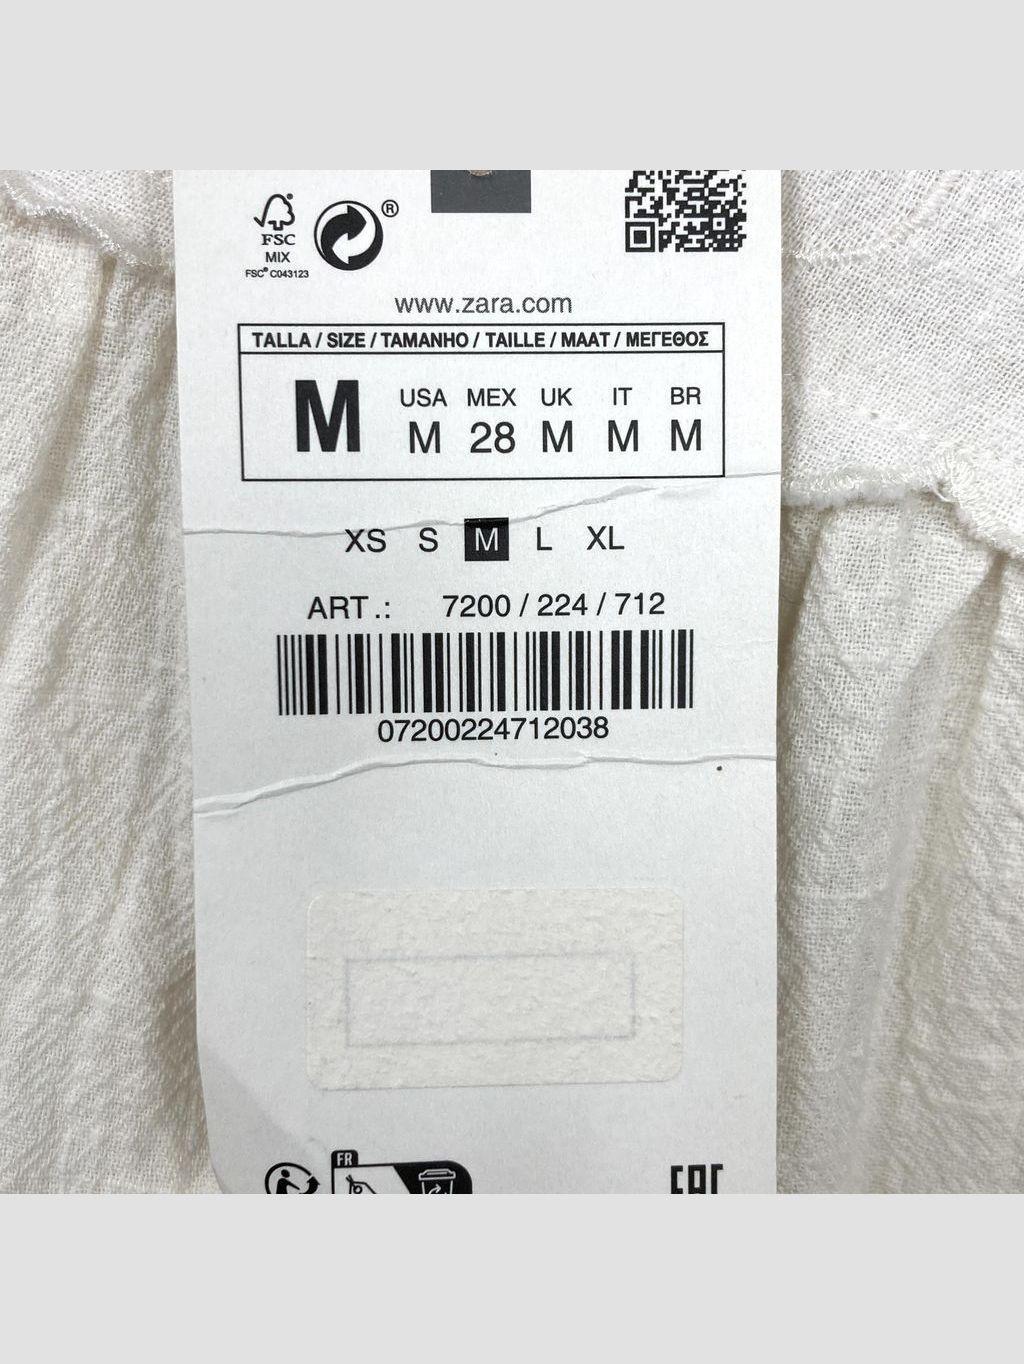 FSC
MIX
FSC® C043123
®
www.zara.com
TALLA / SIZE / TAMANHO / TAILLE / MAAT / ΜΕΓΕΘΟΣ
M
USA MEX UK IT BR
M 28 M M M
XS S M L XL
ART .: 7200 / 224 / 712
07200224712038
FR
EAC